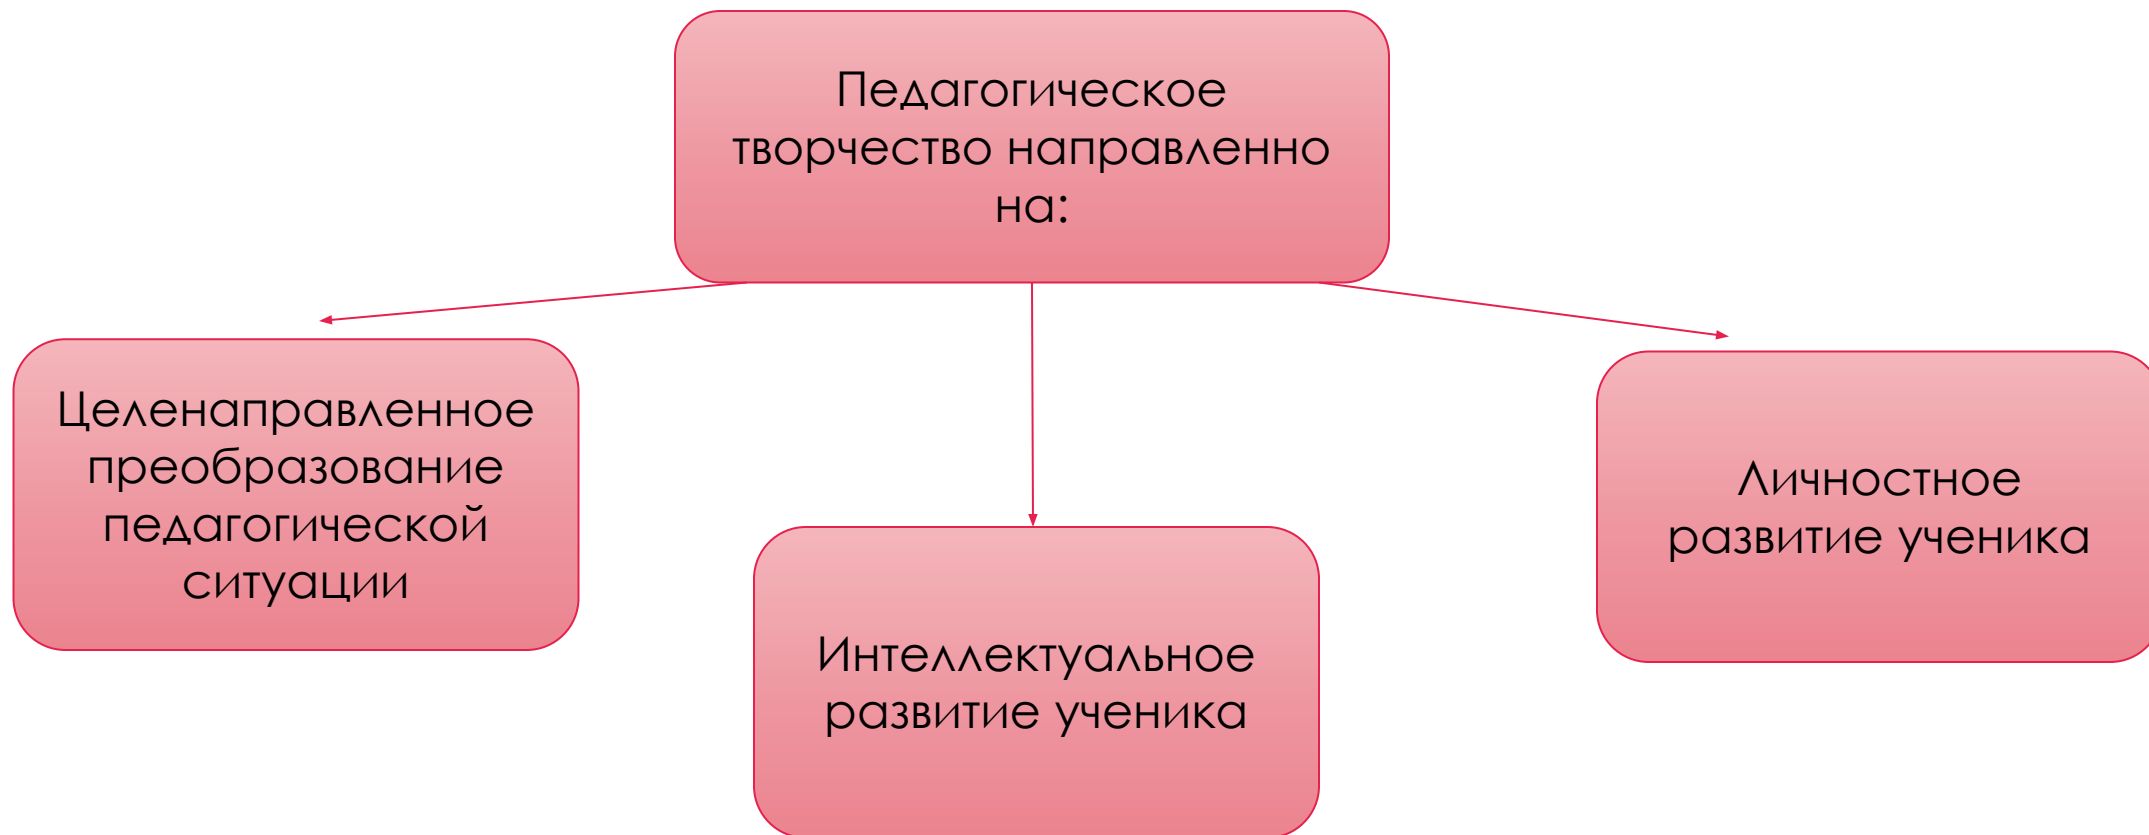 Педагогическое
творчество направленно
на:
Целенаправленное
преобразование
педагогической
ситуации
Интеллектуальное
развитие ученика
Личностное
развитие ученика